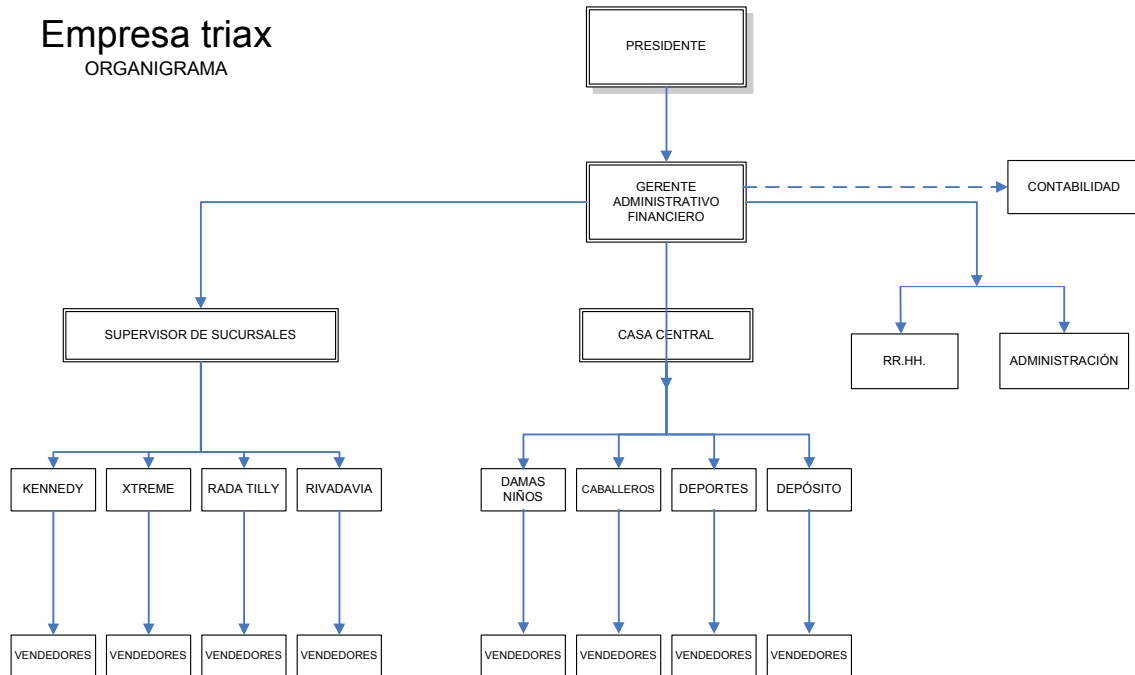 Empresa triax
ORGANIGRAMA
PRESIDENTE
GERENTE
ADMINISTRATIVO
FINANCIERO
CONTABILIDAD
SUPERVISOR DE SUCURSALES
CASA CENTRAL
RR.HH.
ADMINISTRACIÓN
KENNEDY
XTREME
RADA TILLY
RIVADAVIA
DAMAS
NIÑOS
CABALLEROS
DEPORTES
DEPÓSITO
VENDEDORES
VENDEDORES
VENDEDORES
VENDEDORES
VENDEDORES
VENDEDORES
VENDEDORES
VENDEDORES